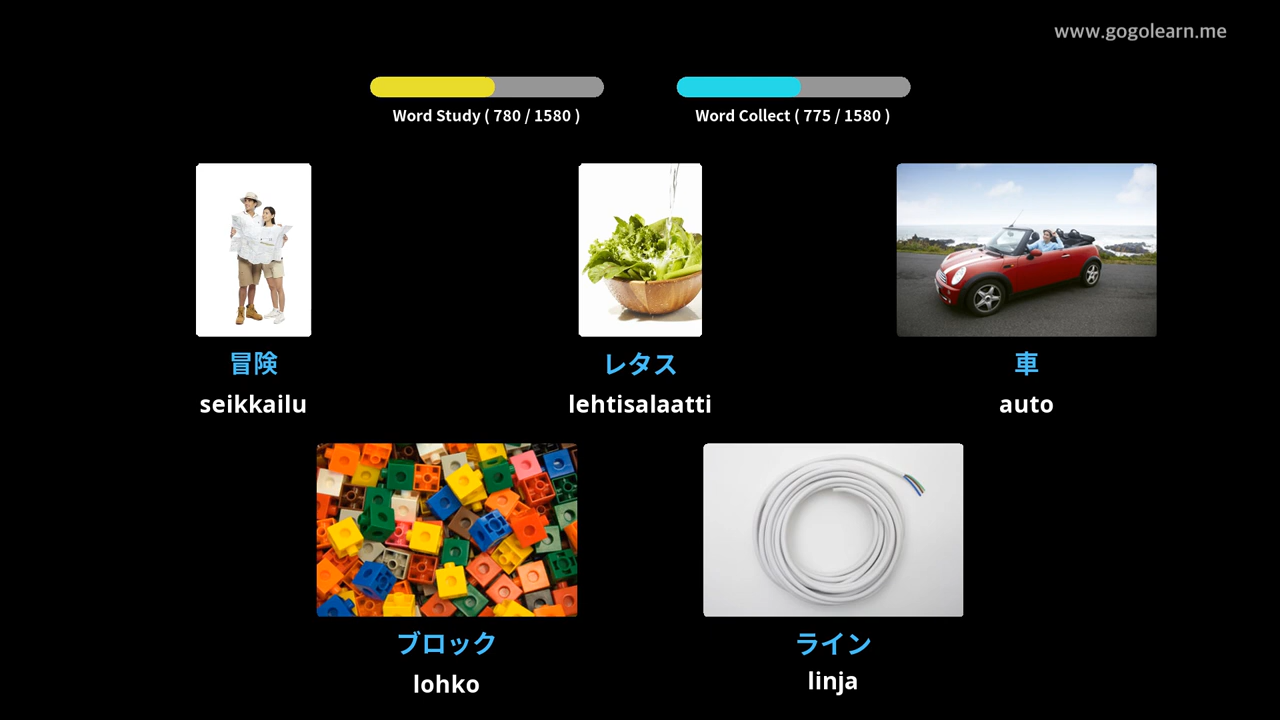 www.gogolearn.me
Word Study ( 780 / 1580 )
Word Collect ( 775 / 1580 )
冒険
レタス
車
seikkailu
lehtisalaatti
auto
ブロック
ライン
lohko
linja